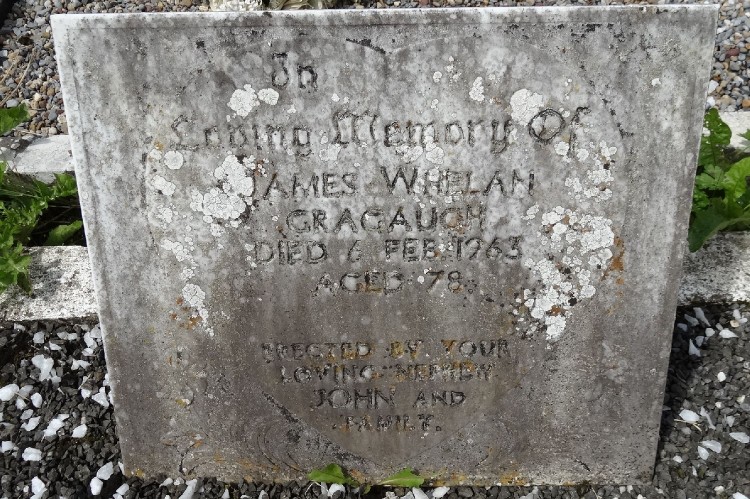 In
Loving Memory Of
JAMES WHELAN
GRAGAUGH
DIED 6 FEB. 1963
AGED 78.
ERECTED BY YOUR
LOVING NEPHEW
JOHN AND
FAMILY.